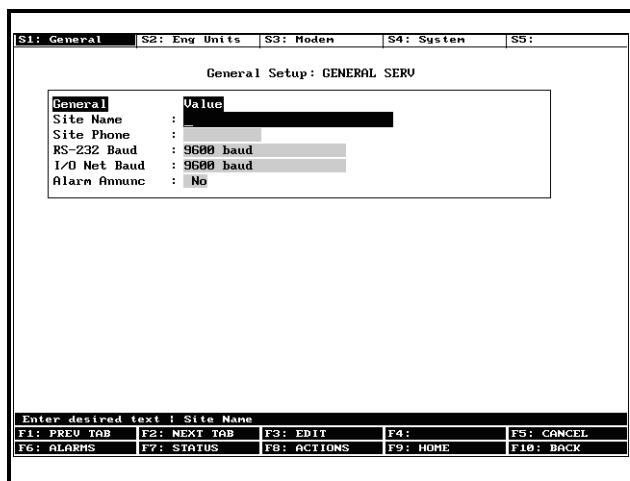 S1: General S2: Eng Units S3: Modem S4: System S5:
General Setup: GENERAL SERV
General Value
Site Name : _
Site Phone :
RS-232 Baud : 9600 baud
I/O Net Baud : 9600 baud
Alarm Annunc : No
Enter desired text ¦ Site Name
F1: PREV TAB F2: NEXT TAB F3: EDIT F4: F5: CANCEL
F6: ALARMS F7: STATUS F8: ACTIONS F9: HOME F10: BACK